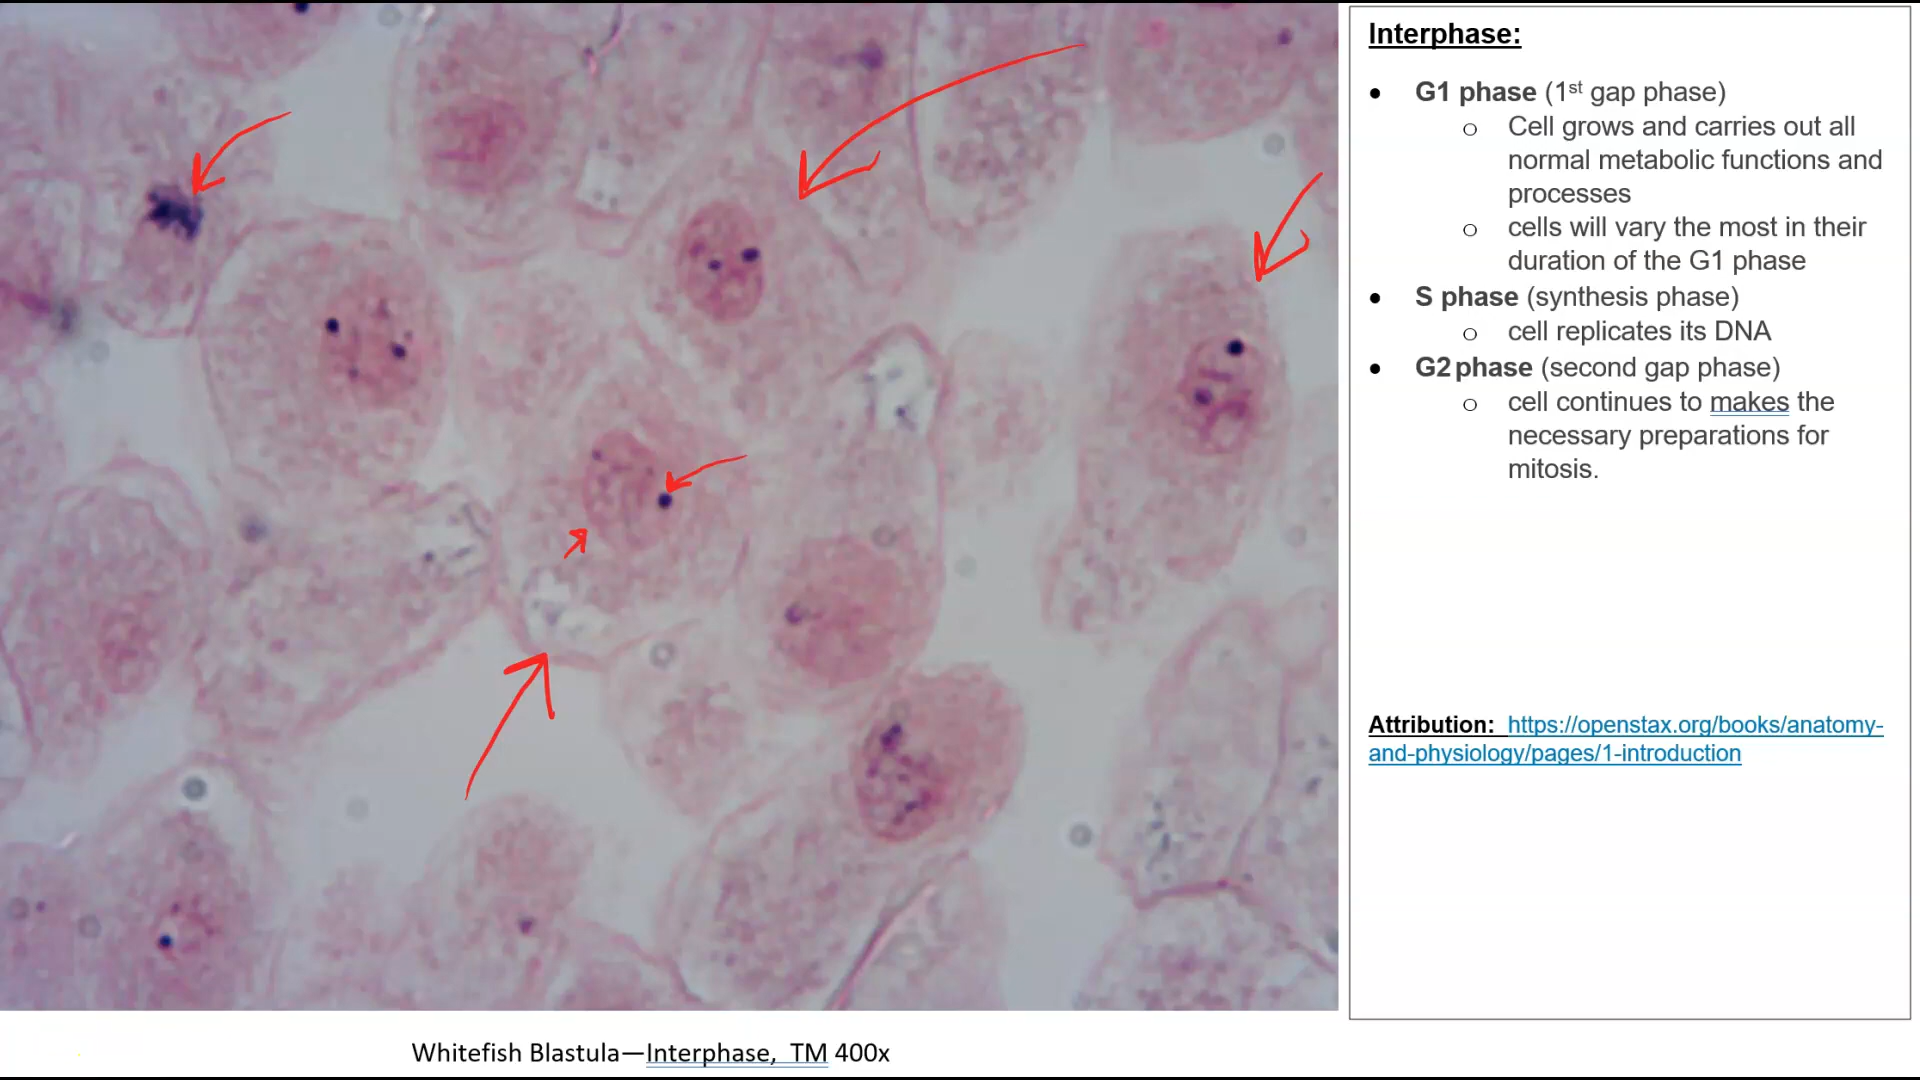 Interphase:
• G1 phase (1st gap phase)
o Cell grows and carries out all
normal metabolic functions and
processes
o cells will vary the most in their
duration of the G1 phase
• S phase (synthesis phase)
o cell replicates its DNA
• G2 phase (second gap phase)
o cell continues to makes the
necessary preparations for
mitosis.
Attribution: https://openstax.org/books/anatomy-
and-physiology/pages/1-introduction
Whitefish Blastula—Interphase, TM 400x